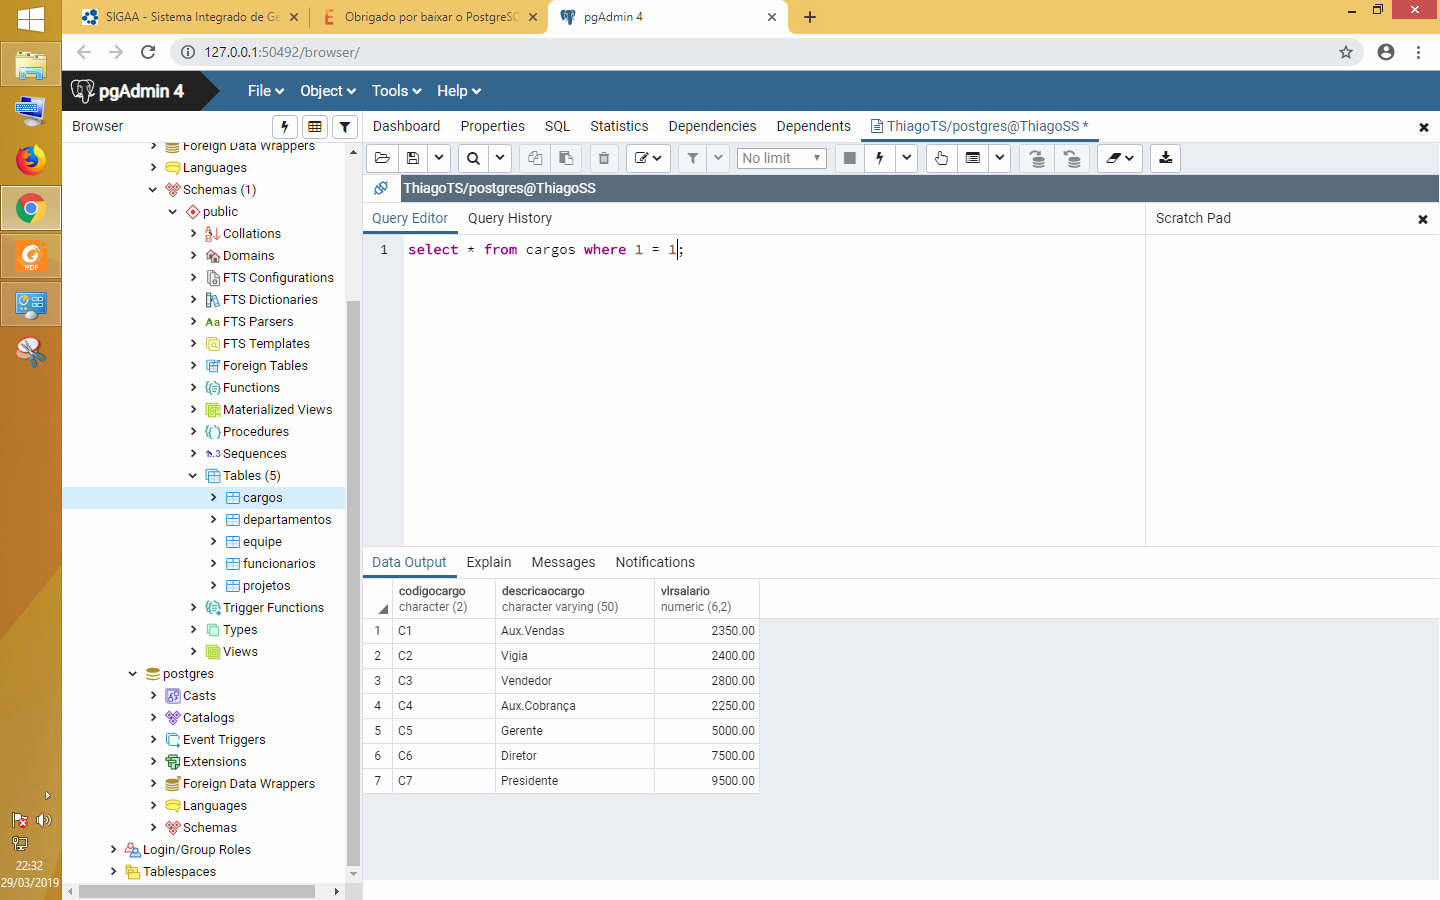 SIGAA - Sistema Integrado de Ge
Obrigado por baixar o PostgreSQ
pgAdmin 4
127.0.0.1:50492/browser/
pgAdmin 4
File
Object
Tools
Help
Browser
Dashboard
Properties
SQL
Statistics
Dependencies
Dependents
ThiagoTS/postgres@ThiagoSS *
No limit
ThiagoTS/postgres@ThiagoSS
Query Editor
Query History
Scratch Pad
1 select * from cargos where 1 = 1;
Foreign Data Wrappers
Languages
Schemas (1)
public
Collations
Domains
FTS Configurations
FTS Dictionaries
Aa FTS Parsers
FTS Templates
Foreign Tables
Functions
Materialized Views
Procedures
1..3 Sequences
Tables (5)
cargos
departamentos
equipe
funcionarios
projetos
Trigger Functions
Types
Views
postgres
Casts
Catalogs
Event Triggers
Extensions
Foreign Data Wrappers
Languages
Schemas
Login/Group Roles
Tablespaces
Data Output
Explain
Messages
Notifications
codigocargo descricaocargo vlrsalario
character (2) character varying (50) numeric (6,2)
1 C1 Aux.Vendas 2350.00
2 C2 Vigia 2400.00
3 C3 Vendedor 2800.00
4 C4 Aux.Cobrança 2250.00
5 C5 Gerente 5000.00
6 C6 Diretor 7500.00
7 C7 Presidente 9500.00
PDF
22:32
29/03/2019